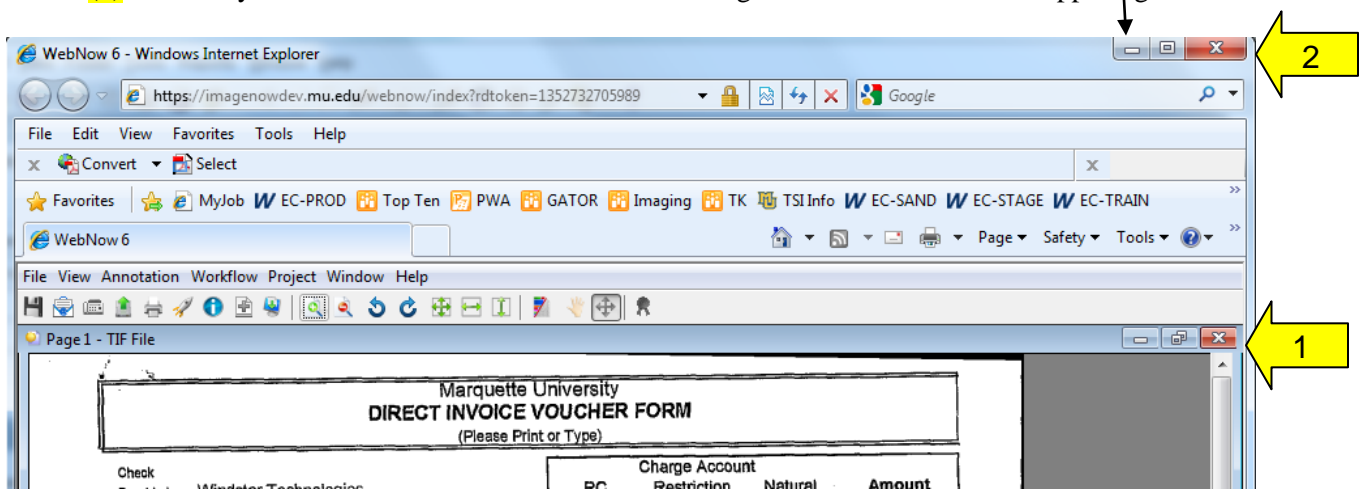 WebNow 6 - Windows Internet Explorer
2
https://imagenowdev.mu.edu/webnow/index?rdtoken=1352732705989 Google
File Edit View Favorites Tools Help
x Convert Select x
Favorites MyJob W EC-PROD Top Ten PWA GATOR Imaging TK TSI Info W EC-SAND W EC-STAGE W EC-TRAIN »
WebNow 6 Page Safety Tools »
File View Annotation Workflow Project Window Help
Page 1 - TIF File
1
Marquette University
DIRECT INVOICE VOUCHER FORM
(Please Print or Type)
Check Charge Account
Technologies RC Restriction Natural Amount